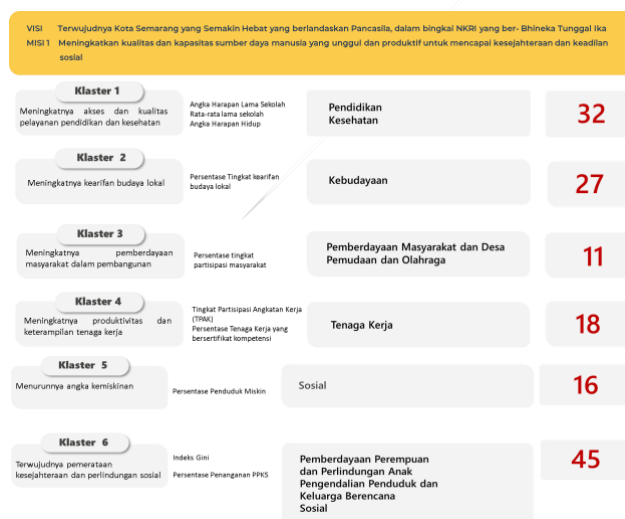 VISI Terwujudnya Kota Semarang yang Semakin Hebat yang berlandaskan Pancasila, dalam bingkai NKRI yang ber- Bhineka Tunggal Ika
MISI 1 Meningkatkan kualitas dan kapasitas sumber daya manusia yang unggul dan produktif untuk mencapai kesejahteraan dan keadilan
sosial
Klaster 1
Meningkatnya akses dan kualitas
pelayanan pendidikan dan kesehatan
Angka Harapan Lama Sekolah
Rata-rata lama sekolah
Angka Harapan Hidup
Pendidikan
Kesehatan
32
Klaster 2
Meningkatnya kearifan budaya lokal
Persentase Tingkat kearifan
budaya lokal
Kebudayaan
27
Klaster 3
Meningkatnya pemberdayaan
masyarakat dalam pembangunan
Persentase tingkat
partisipasi masyarakat
Pemberdayaan Masyarakat dan Desa
Pemudaan dan Olahraga
11
Klaster 4
Meningkatnya produktivitas dan
keterampilan tenaga kerja
Tingkat Partisipasi Angkatan Kerja
(TPAK)
Persentase Tenaga Kerja yang
bersertifikat kompetensi
Tenaga Kerja
18
Klaster 5
Menurunnya angka kemiskinan
Persentase Penduduk Miskin
Sosial
16
Klaster 6
Terwujudnya pemerataan
kesejahteraan dan perlindungan sosial
Indeks Gini
Persentase Penanganan PPKS
Pemberdayaan Perempuan
dan Perlindungan Anak
Pengendalian Penduduk dan
Keluarga Berencana
Sosial
45